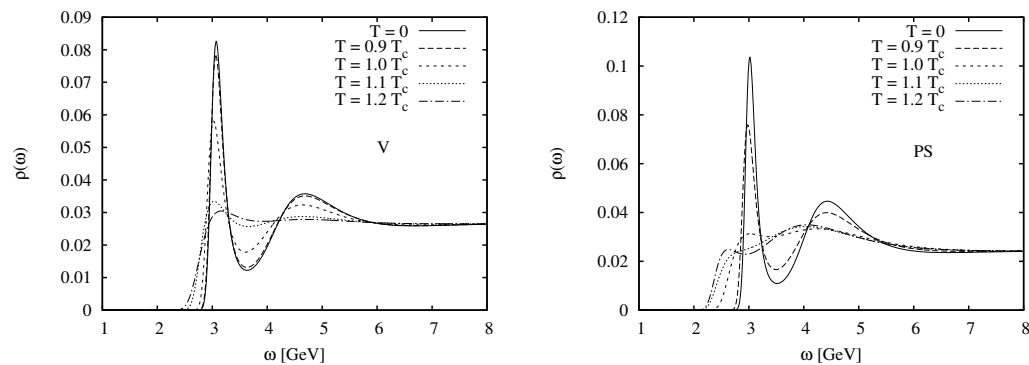 0.09
0.08
0.07
0.06
0.05
0.04
0.03
0.02
0.01
0
ρ(ω)
1 2 3 4 5 6 7 8
ω [GeV]
T = 0
T = 0.9 T_c
T = 1.0 T_c
T = 1.1 T_c
T = 1.2 T_c
V
0.12
0.1
0.08
0.06
0.04
0.02
0
ρ(ω)
1 2 3 4 5 6 7 8
ω [GeV]
T = 0
T = 0.9 T_c
T = 1.0 T_c
T = 1.1 T_c
T = 1.2 T_c
PS